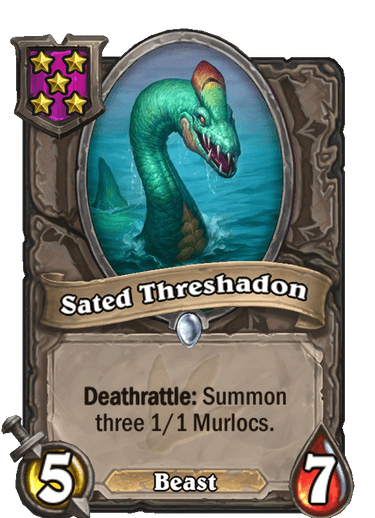 Sated Threshadon
Deathrattle: Summon
three 1/1 Murlocs.
5
Beast
7